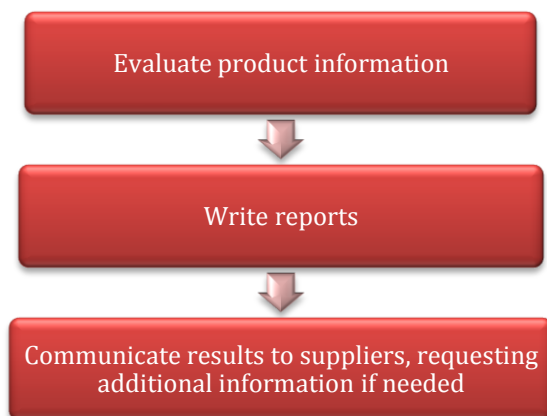 Evaluate product information
Write reports
Communicate results to suppliers, requesting
additional information if needed